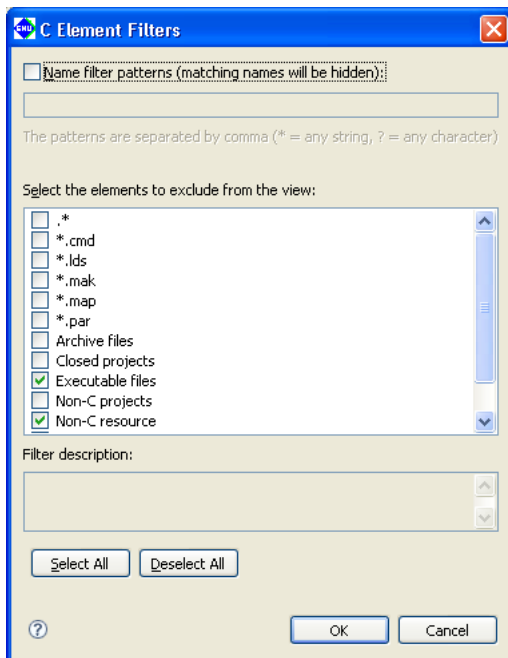 GNU C Element Filters
Name filter patterns (matching names will be hidden):
The patterns are separated by comma (* = any string, ? = any character)
Select the elements to exclude from the view:
.*
*.cmd
*.lds
*.mak
*.map
*.par
Archive files
Closed projects
Executable files
Non-C projects
Non-C resource
Filter description:
Select All Deselect All
? OK Cancel